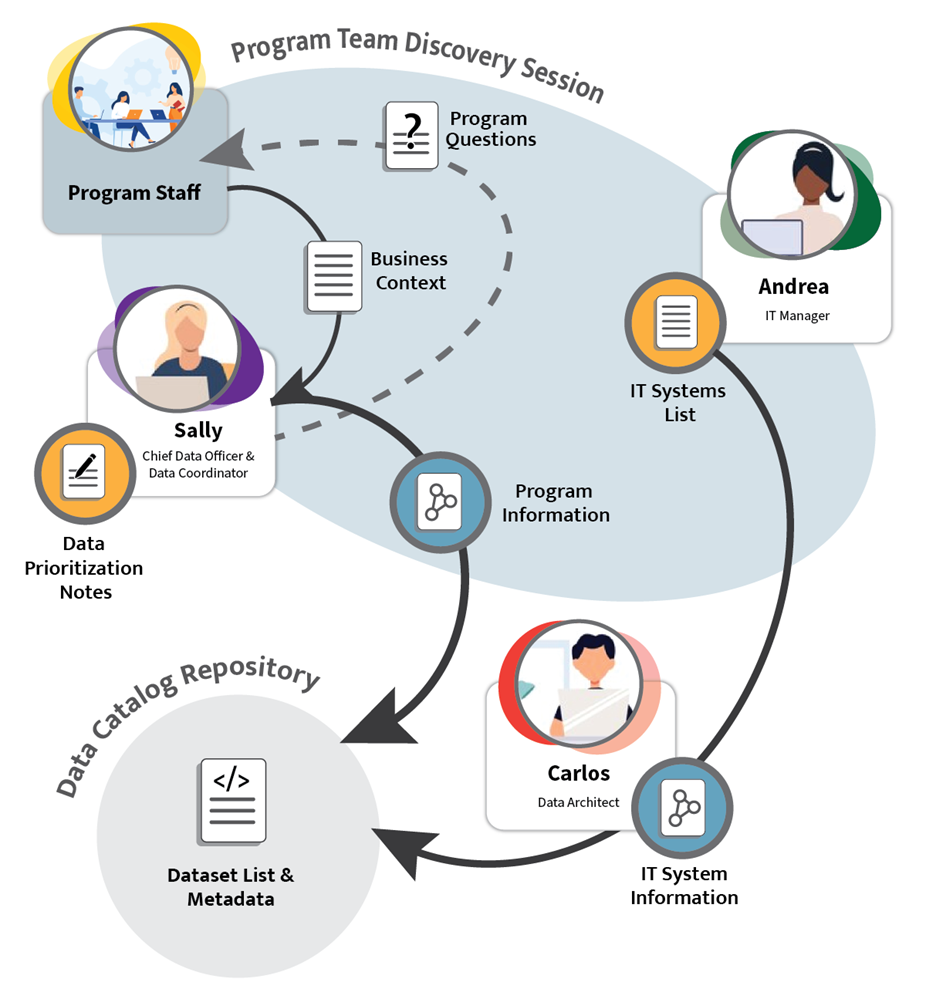 Program Team Discovery Session
?
Program
Questions
Program Staff
Business
Context
Andrea
IT Manager
IT Systems
List
Sally
Chief Data Officer &
Data Coordinator
Program
Information
Data
Prioritization
Notes
Data Catalog Repository
</>
Dataset List &
Metadata
Carlos
Data Architect
IT System
Information